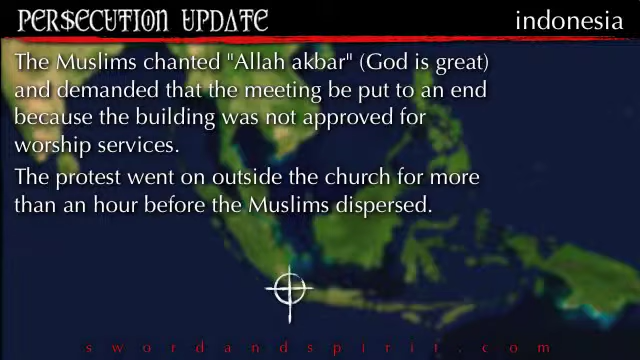 PER$ECUTION UPDATE
indonesia
The Muslims chanted "Allah akbar" (God is great)
and demanded that the meeting be put to an end
because the building was not approved for
worship services.
The protest went on outside the church for more
than an hour before the Muslims dispersed.
swordandspirit.com